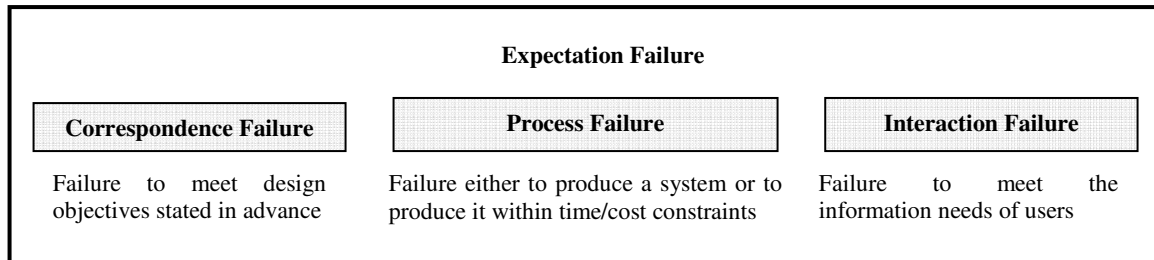 Expectation Failure
Correspondence Failure
Process Failure
Interaction Failure
Failure to meet design
objectives stated in advance
Failure either to produce a system or to
produce it within time/cost constraints
Failure to meet the
information needs of users